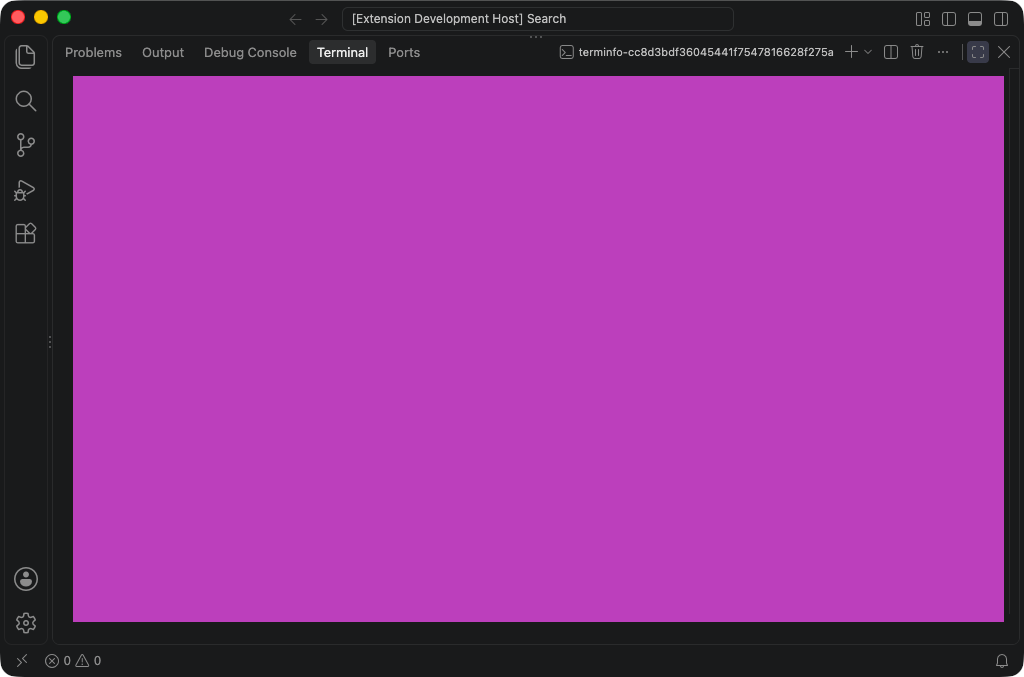 [Extension Development Host] Search
Problems Output Debug Console Terminal Ports terminfo-cc8d3bdf36045441f7547816628f275a
0 0